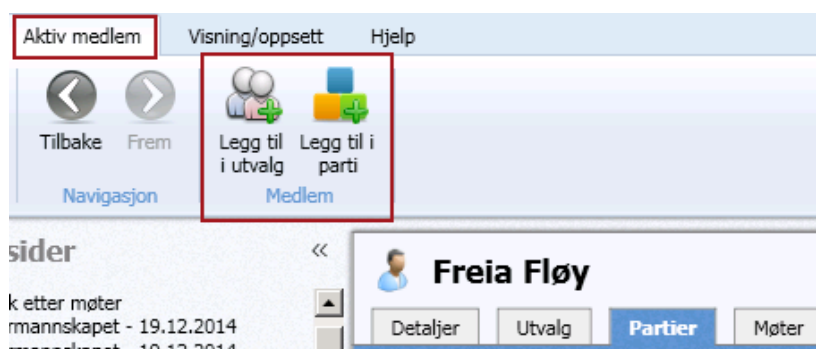 Aktiv medlem Visning/oppsett Hjelp
Tilbake Frem Legg til i utvalg Legg til i parti
Navigasjon Medlem
sider «
k etter møter
rmannskapet - 19.12.2014
Freia Fløy
Detaljer Utvalg Partier Møter